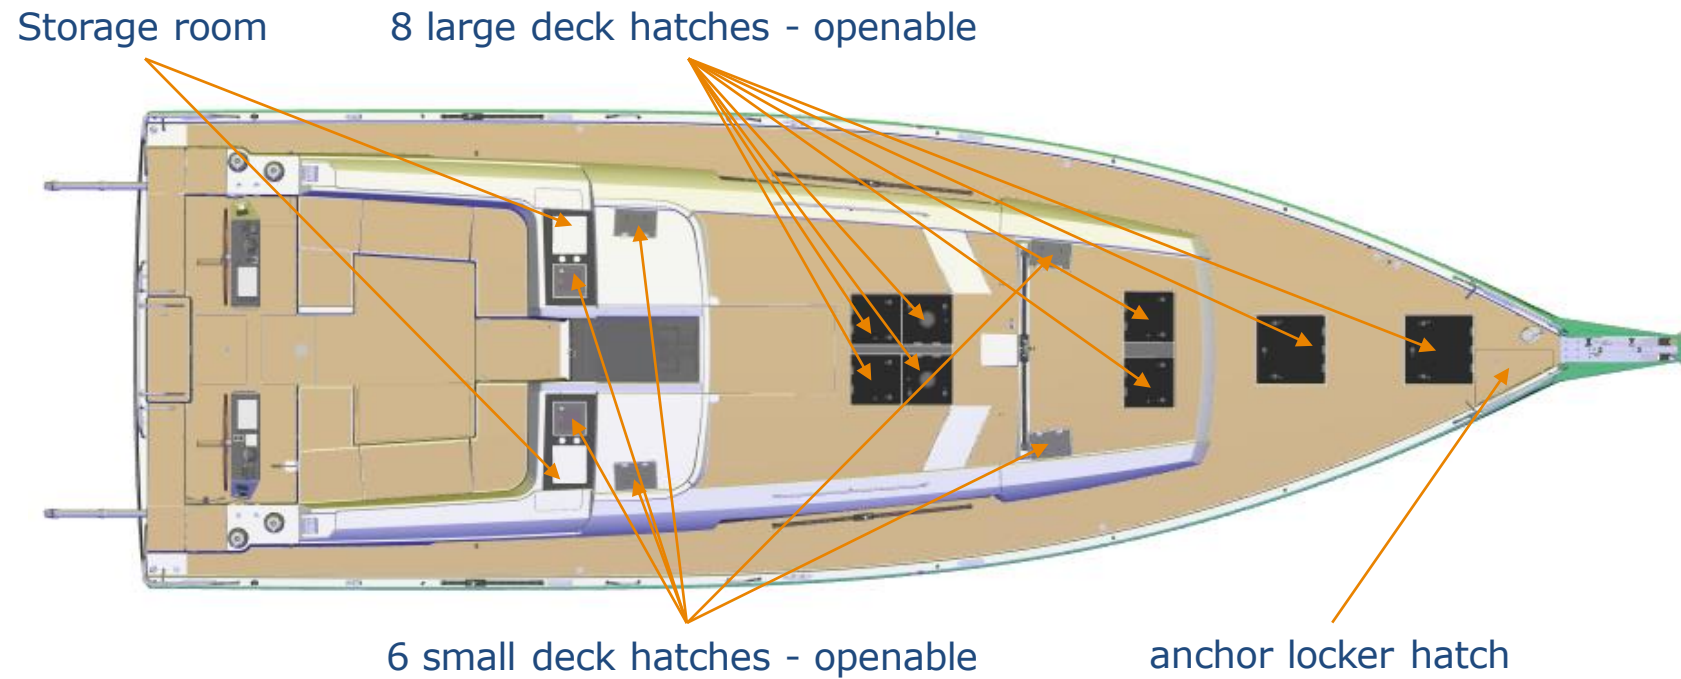 Storage room
8 large deck hatches - openable
6 small deck hatches - openable
anchor locker hatch